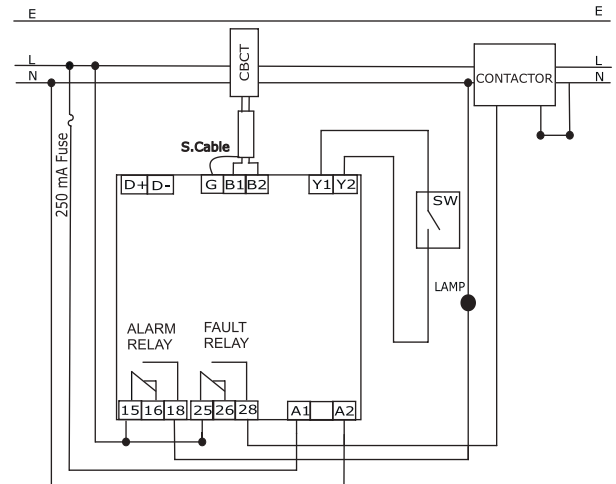 E E
L L
N N
CBCT
CONTACTOR
250 mA Fuse
S.Cable
D+ D- G B1 B2 Y1 Y2
SW
LAMP
ALARM
RELAY
FAULT
RELAY
15 16 18 25 26 28 A1 A2